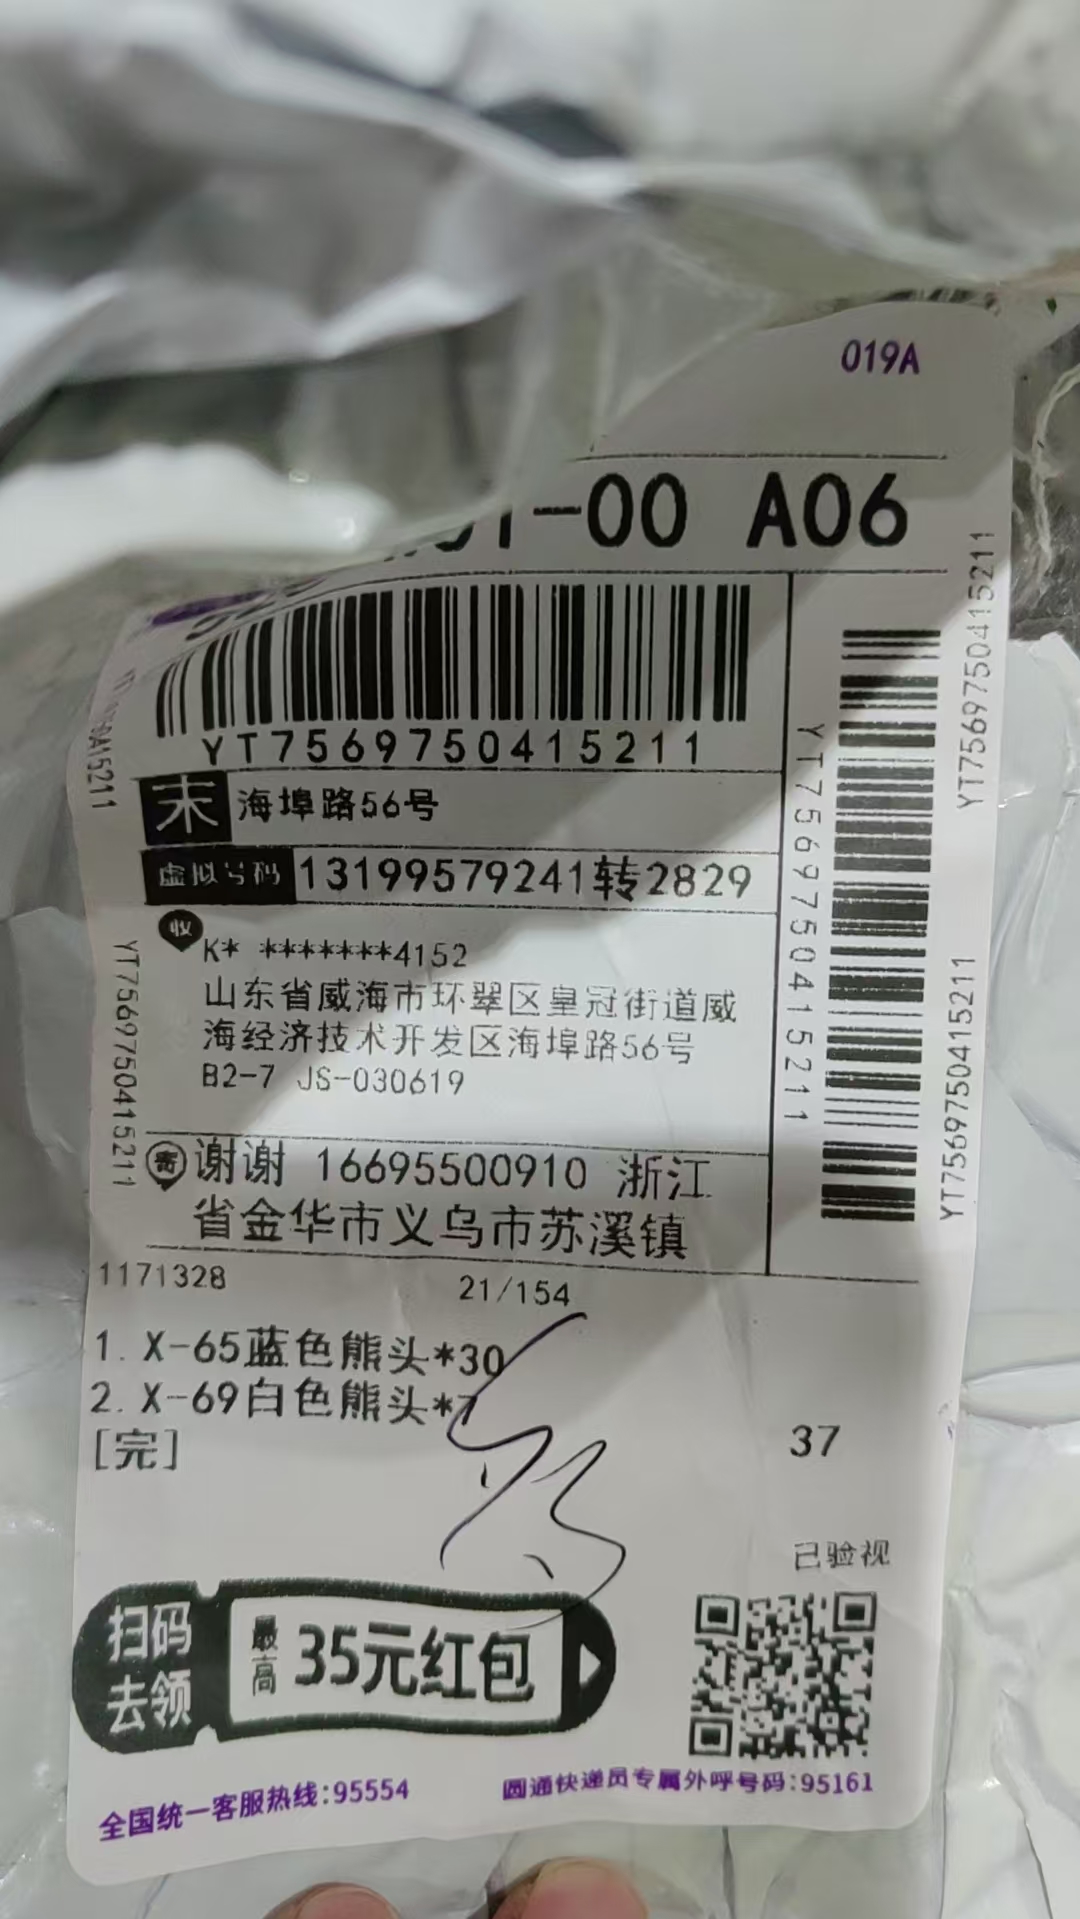 019A
1-00 A06
YT7569750415211
末 海埠路56号
虚拟号码 13199579241转2829
收
K* *******4152
山东省威海市环翠区皇冠街道威
海经济技术开发区海埠路56号
B2-7 JS-030619
寄 谢谢 16695500910 浙江
省金华市义乌市苏溪镇
1171328 21/154
1. X-65蓝色熊头*30
2. X-69白色熊头*7
[完]
37
已验视
扫码去领 最高 35元红包
全国统一客服热线:95554
圆通快递员专属外呼号码:95161
YT7569750415211
YT7569750415211
YT7569750415211
YT7569750415211